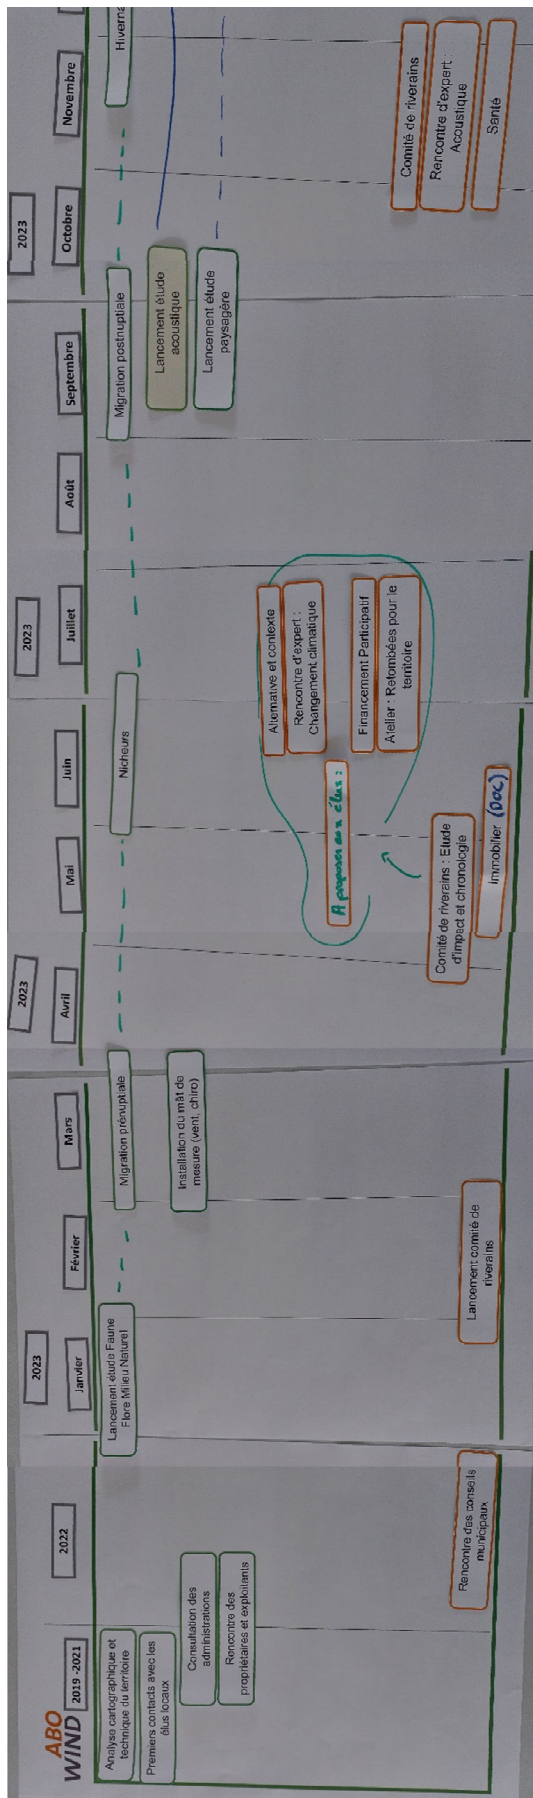 ABO
WIND
2019 -2021
2022
2023
Janvier
Février
Mars
2023
Avril
Mai
Juin
2023
Juillet
Août
Septembre
2023
Octobre
Novembre
Analyse cartographique et
technique du territoire
Premiers contacts avec les
élus locaux
Consultation des
administrations
Rencontre des
propriétaires et exploitants
Rencontre des conseils
municipaux
Lancement étude Faune
Flore Milieu Naturel
Lancement comité de
riverains
Migration prénuptiale
Installation du mât de
mesure (vent, chiro)
Comité de riverains : Etude
d'impact et chronologie
Immobilier (DOC)
Nicheurs
A proposer aux élus :
Alternative et contexte
Rencontre d'expert :
Changement climatique
Financement Participatif
Atelier : Retombées pour le
territoire
Migration postnuptiale
Lancement étude
acoustique
Lancement étude
paysagère
Comité de riverains
Rencontre d'expert :
Acoustique
Santé